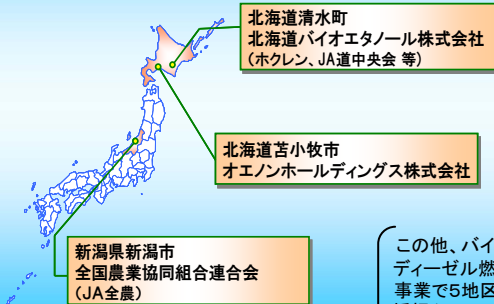 北海道清水町
北海道バイオエタノール株式会社
(ホクレン、JA道中央会 等)
北海道苫小牧市
オエノンホールディングス株式会社
新潟県新潟市
全国農業協同組合連合会
(JA全農)
この他、バイ
ディーゼル燃
事業で5地区